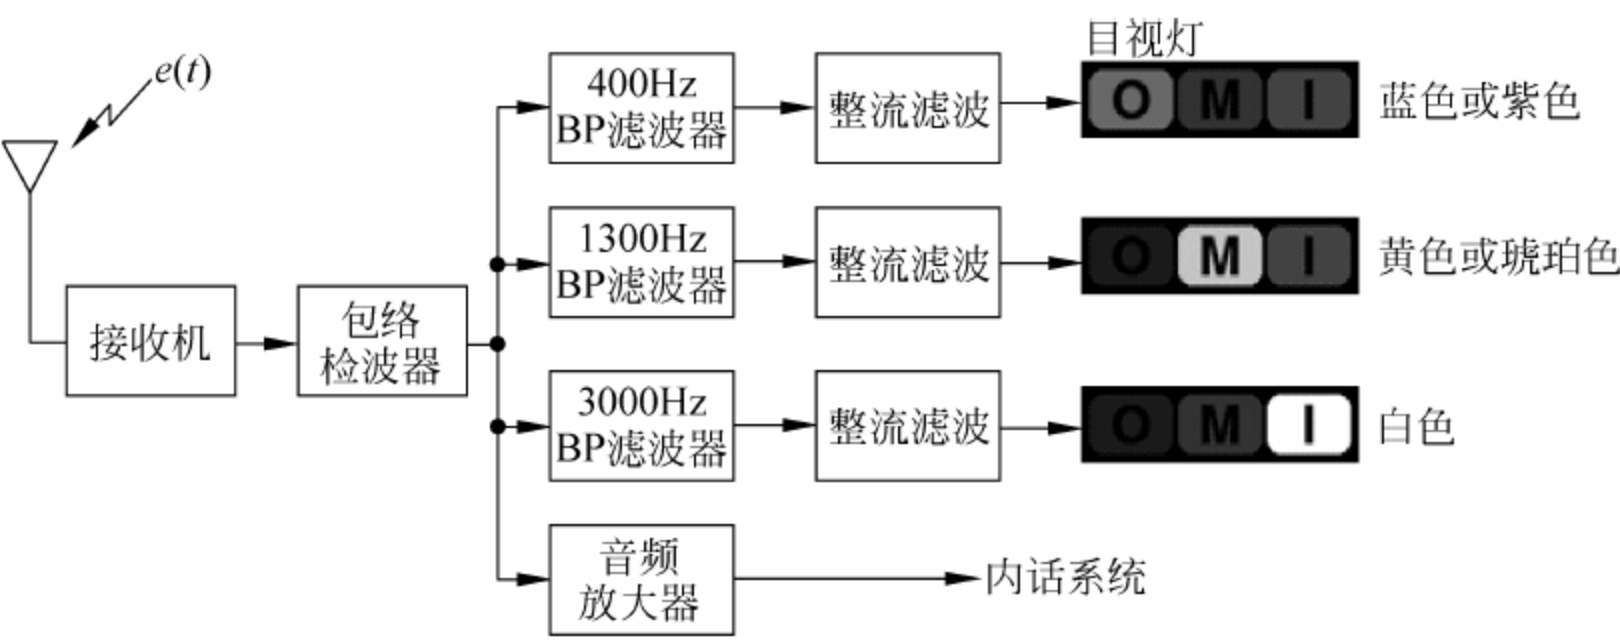 目视灯
e(t)
400Hz
BP滤波器
整流滤波
O M I
蓝色或紫色
1300Hz
BP滤波器
整流滤波
O M I
黄色或琥珀色
接收机
包络
检波器
3000Hz
BP滤波器
整流滤波
O M I
白色
音频
放大器
内话系统